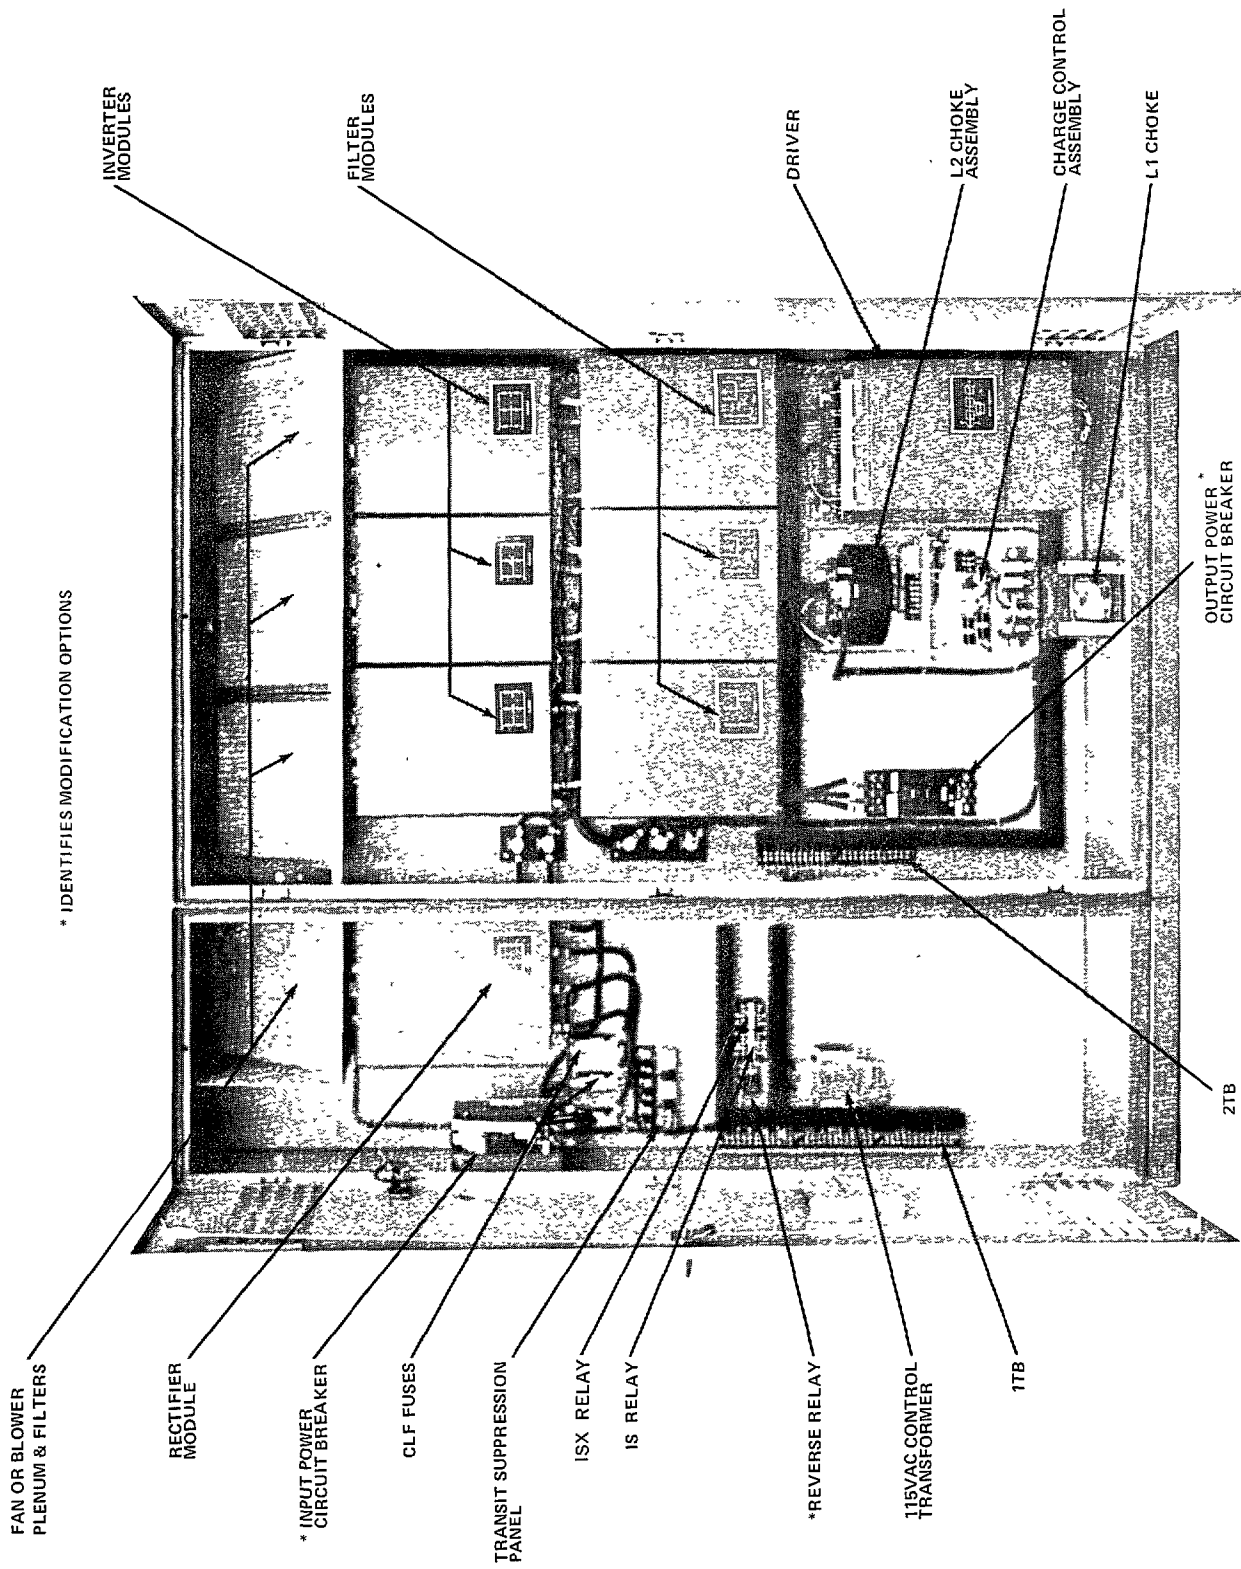 * IDENTIFIES MODIFICATION OPTIONS
FAN OR BLOWER
PLENUM & FILTERS
RECTIFIER
MODULE
* INPUT POWER
CIRCUIT BREAKER
CLF FUSES
TRANSIT SUPPRESSION
PANEL
ISX RELAY
IS RELAY
*REVERSE RELAY
115VAC CONTROL
TRANSFORMER
1TB
INVERTER
MODULES
FILTER
MODULES
DRIVER
L2 CHOKE
ASSEMBLY
CHARGE CONTROL
ASSEMBLY
L1 CHOKE
OUTPUT POWER *
CIRCUIT BREAKER
2TB